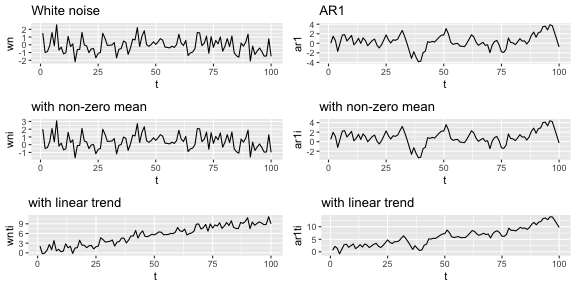 White noise
wn
2
1
0
-1
-2
0 25 50 75 100
t
AR1
ar1
4
2
0
-2
-4
0 25 50 75 100
t
with non-zero mean
wni
3
2
1
0
-1
0 25 50 75 100
t
with non-zero mean
ar1i
4
2
0
-2
0 25 50 75 100
t
with linear trend
wnti
9
6
3
0
0 25 50 75 100
t
with linear trend
ar1ti
10
5
0
0 25 50 75 100
t